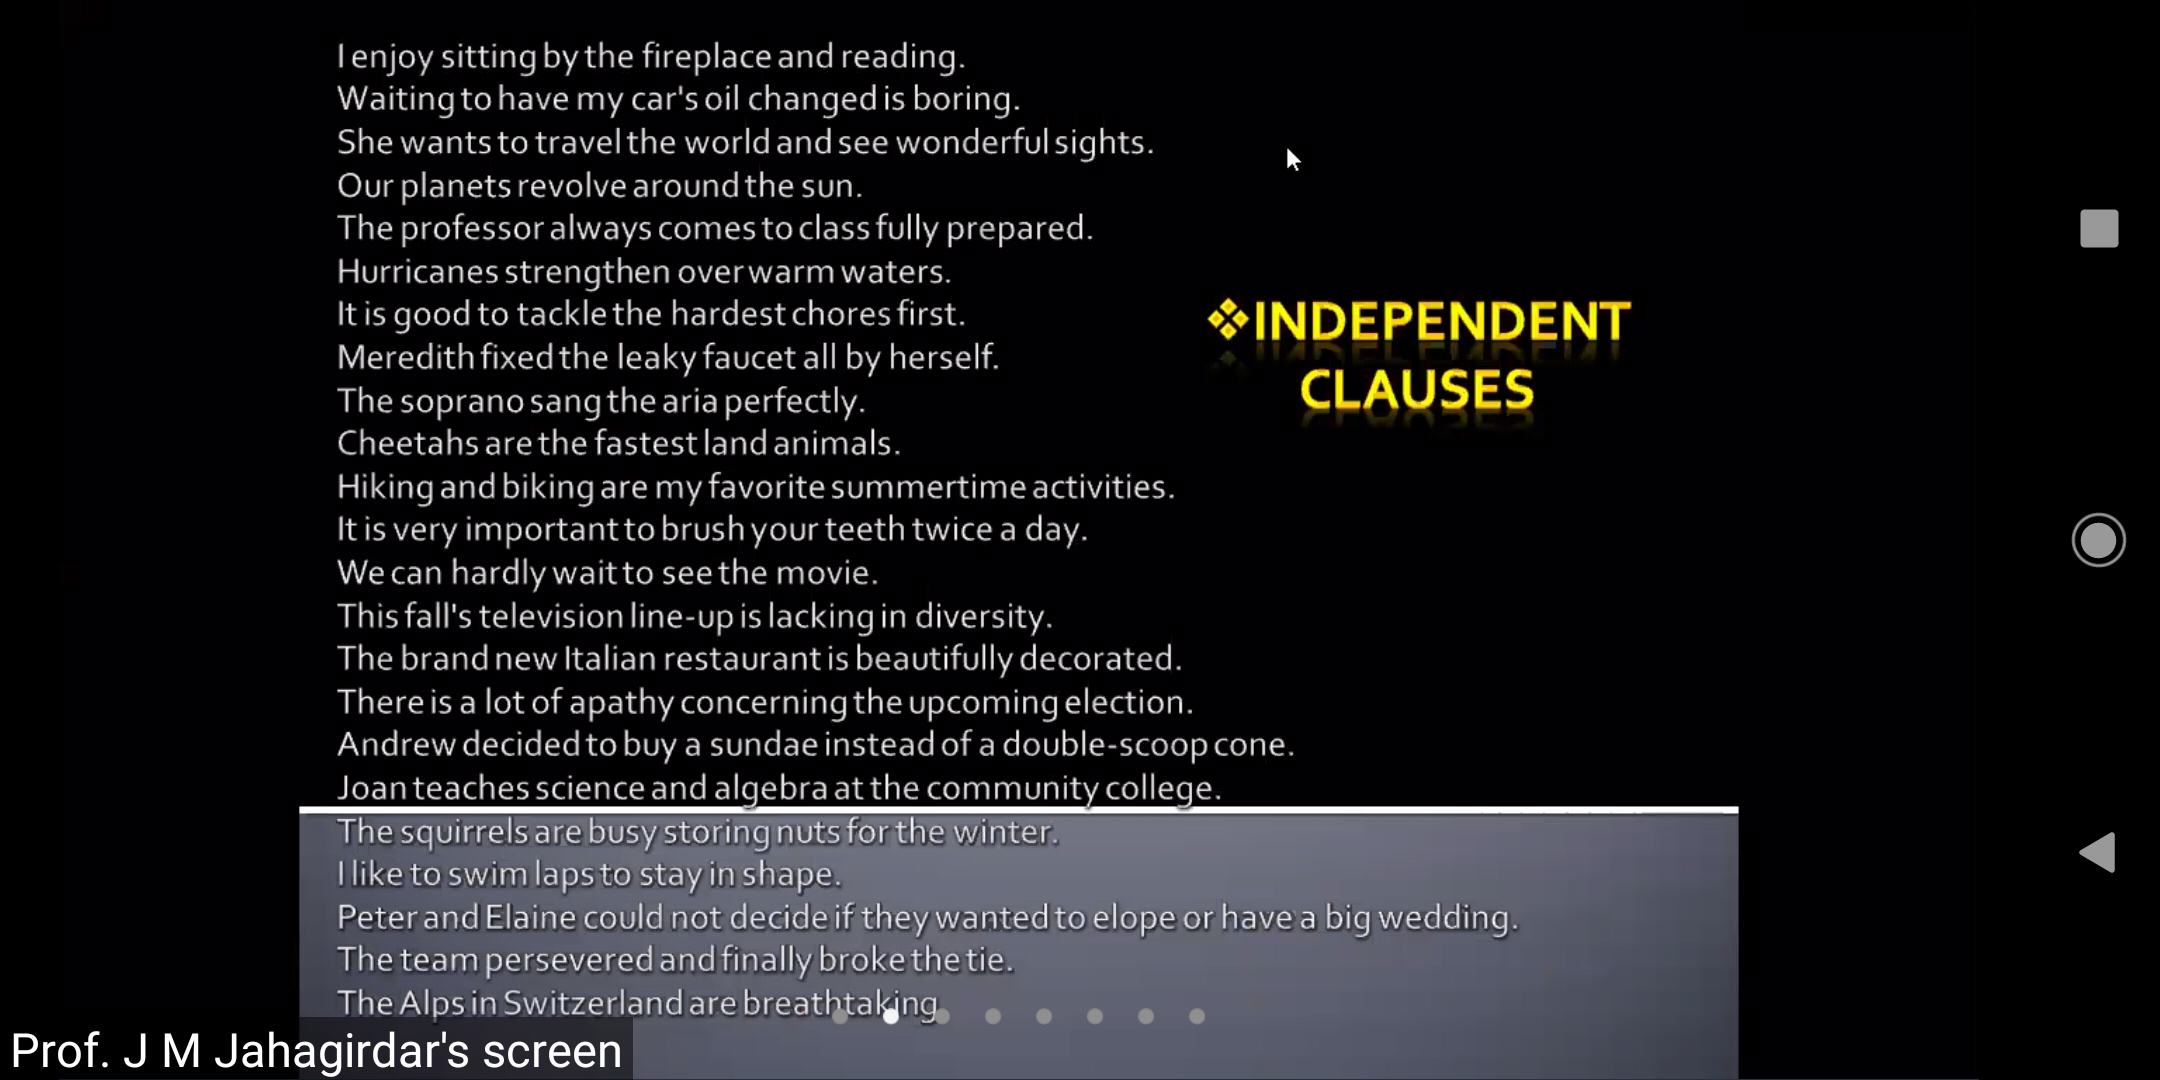 I enjoy sitting by the fireplace and reading.
Waiting to have my car's oil changed is boring.
She wants to travel the world and see wonderful sights.
Our planets revolve around the sun.
The professor always comes to class fully prepared.
Hurricanes strengthen over warm waters.
It is good to tackle the hardest chores first.
Meredith fixed the leaky faucet all by herself.
The soprano sang the aria perfectly.
Cheetahs are the fastest land animals.
Hiking and biking are my favorite summertime activities.
It is very important to brush your teeth twice a day.
We can hardly wait to see the movie.
This fall's television line-up is lacking in diversity.
The brand new Italian restaurant is beautifully decorated.
There is a lot of apathy concerning the upcoming election.
Andrew decided to buy a sundae instead of a double-scoop cone.
Joan teaches science and algebra at the community college.
The squirrels are busy storing nuts for the winter.
I like to swim laps to stay in shape.
Peter and Elaine could not decide if they wanted to elope or have a big wedding.
The team persevered and finally broke the tie.
The Alps in Switzerland are breathtaking
❖INDEPENDENT
CLAUSES
Prof. J M Jahagirdar's screen